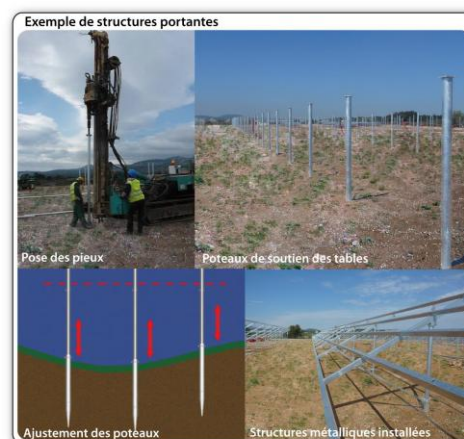 Exemple de structures portantes
Pose des pieux
Poteaux de soutien des tables
Ajustement des poteaux
Structures métalliques installées